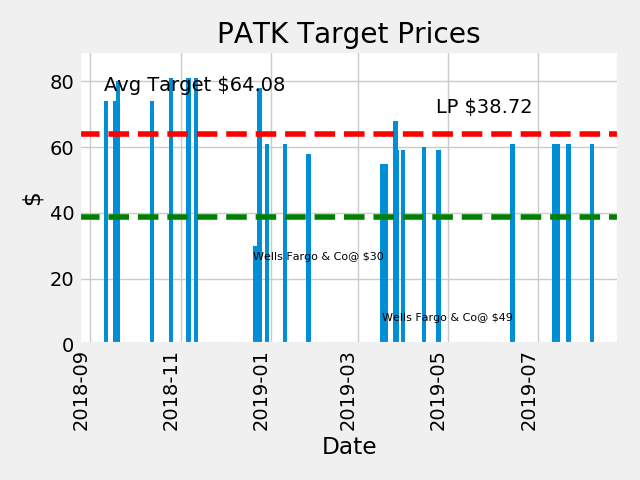 PATK Target Prices
Avg Target $64.08
LP $38.72
Wells Fargo & Co@ $30
Wells Fargo & Co@ $49
$
80
60
40
20
0
2018-09
2018-11
2019-01
2019-03
2019-05
2019-07
Date